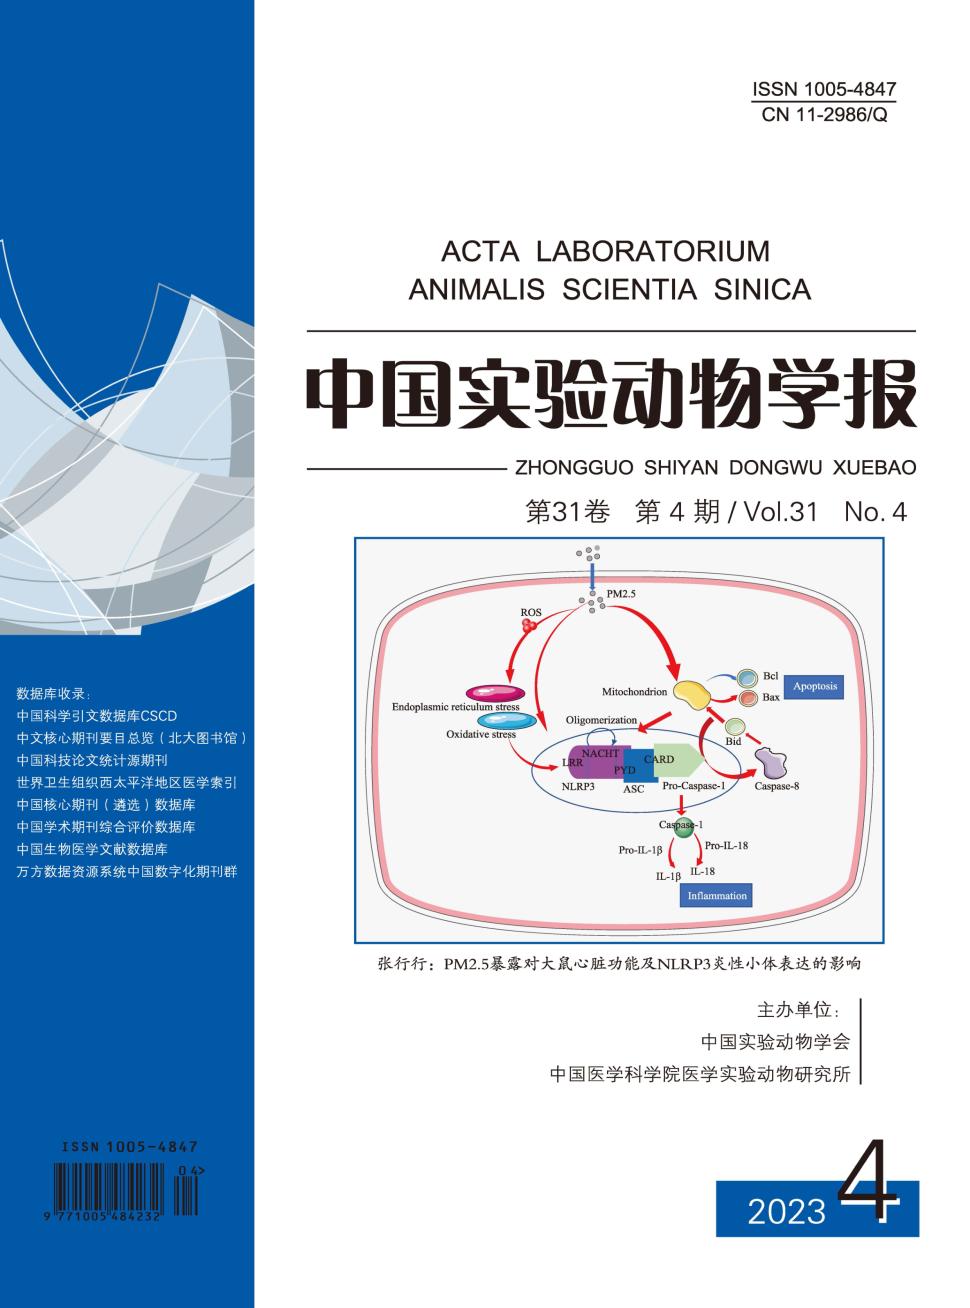 ISSN 1005-4847
CN 11-2986/Q
ACTA LABORATORIUM
ANIMALIS SCIENTIA SINICA
中国实验动物学报
ZHONGGUO SHIYAN DONGWU XUEBAO
第31卷 第 4 期 / Vol.31 No. 4
PM2.5
ROS
Mitochondrion
Bcl
Bax
Apoptosis
Endoplasmic reticulum stress
Oxidative stress
Oligomerization
Bid
NACHT
LRR
PYD
CARD
NLRP3
ASC
Pro-Caspase-1
Caspase-8
Caspase-1
Pro-IL-1β
Pro-IL-18
IL-1β
IL-18
Inflammation
张行行：PM2.5暴露对大鼠心脏功能及NLRP3炎性小体表达的影响
主办单位：
中国实验动物学会
中国医学科学院医学实验动物研究所
数据库收录：
中国科学引文数据库CSCD
中文核心期刊要目总览（北大图书馆）
中国科技论文统计源期刊
世界卫生组织西太平洋地区医学索引
中国核心期刊（遴选）数据库
中国学术期刊综合评价数据库
中国生物医学文献数据库
万方数据资源系统中国数字化期刊群
ISSN 1005-4847
04>
9 771005 484232
2023 4